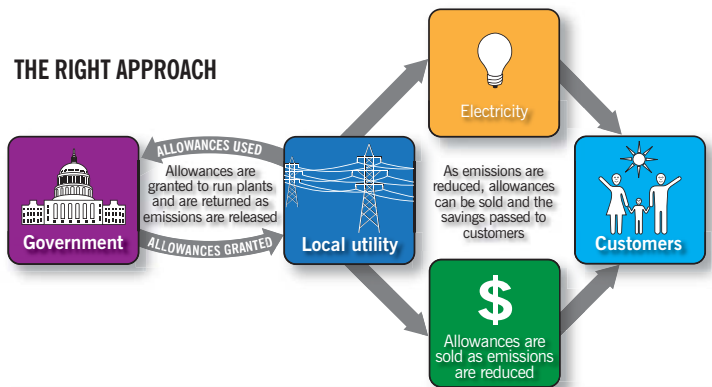 THE RIGHT APPROACH
Electricity
ALLOWANCES USED
Allowances are
granted to run plants
and are returned as
emissions are released
ALLOWANCES GRANTED
Government
Local utility
As emissions are
reduced, allowances
can be sold and the
savings passed to
customers
Customers
$
Allowances are
sold as emissions
are reduced